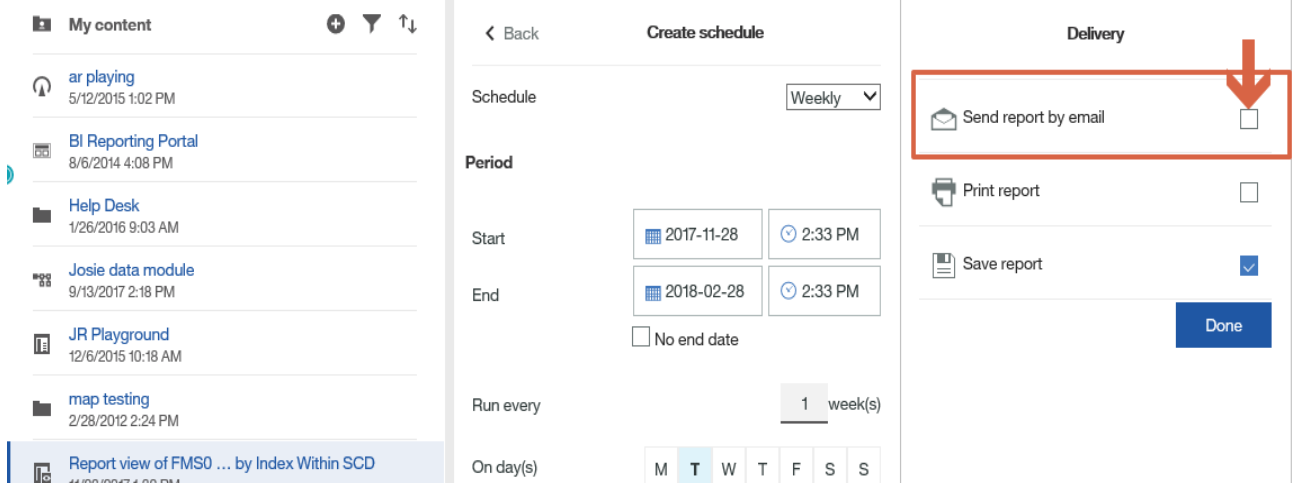 My content
ar playing
5/12/2015 1:02 PM
BI Reporting Portal
8/6/2014 4:08 PM
Help Desk
1/26/2016 9:03 AM
Josie data module
9/13/2017 2:18 PM
JR Playground
12/6/2015 10:18 AM
map testing
2/28/2012 2:24 PM
Report view of FMS0 ... by Index Within SCD
Back
Create schedule
Schedule
Weekly
Period
Start
2017-11-28
2:33 PM
End
2018-02-28
2:33 PM
No end date
Run every
1 week(s)
On day(s)
M T W T F S S
Delivery
Send report by email
Print report
Save report
Done